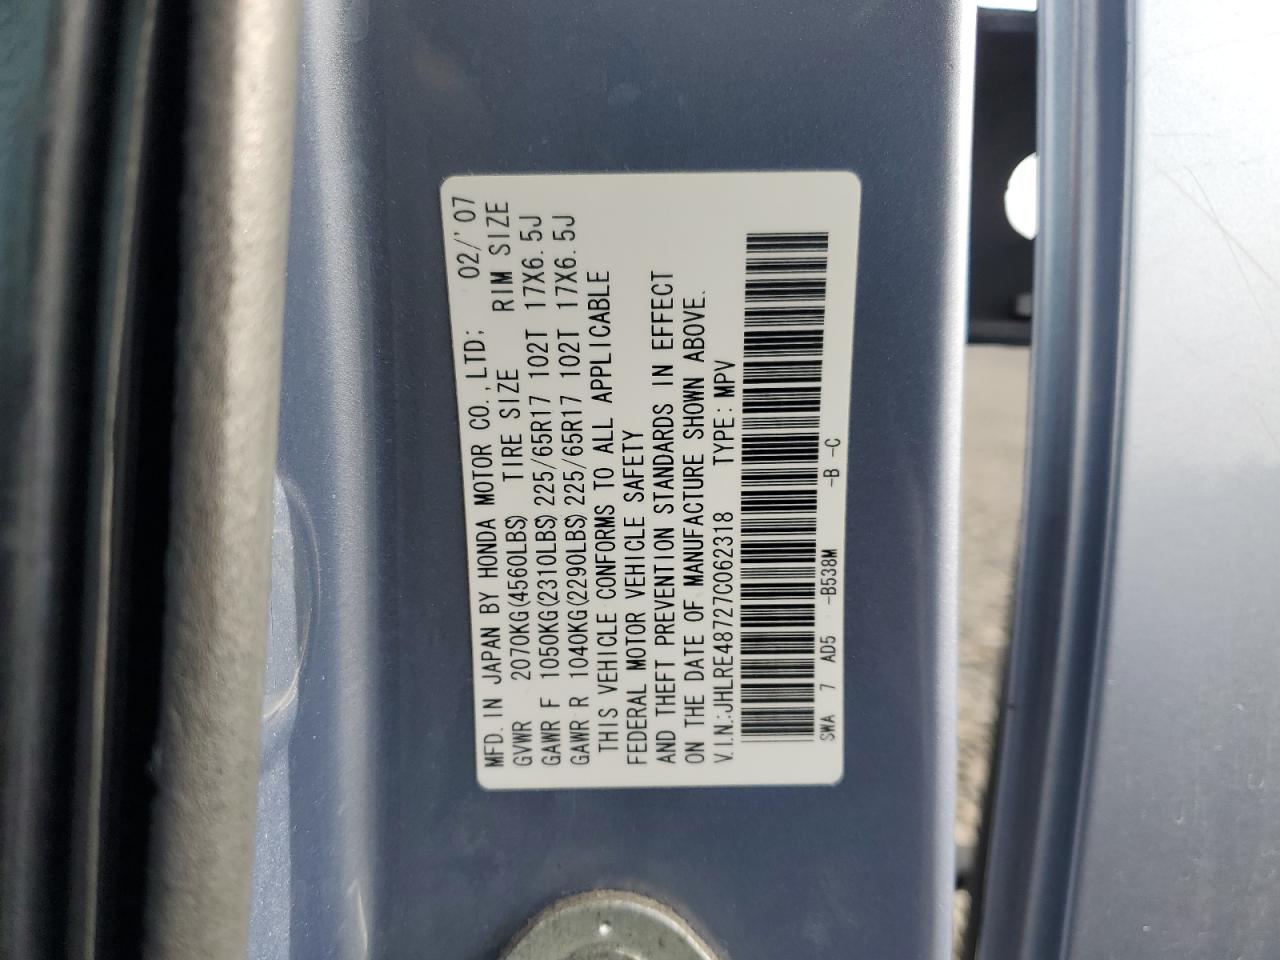 MFD. IN JAPAN BY HONDA MOTOR CO., LTD; 02/'07
GVWR 2070KG(4560LBS) TIRE SIZE RIM SIZE
GAWR F 1050KG(2310LBS) 225/65R17 102T 17X6.5J
GAWR R 1040KG(2290LBS) 225/65R17 102T 17X6.5J
THIS VEHICLE CONFORMS TO ALL APPLICABLE
FEDERAL MOTOR VEHICLE SAFETY
AND THEFT PREVENTION STANDARDS IN EFFECT
ON THE DATE OF MANUFACTURE SHOWN ABOVE.
V.I.N.:JHLRE48727C062318 TYPE:MPV
SWA 7 AD5 -B538M -B -C